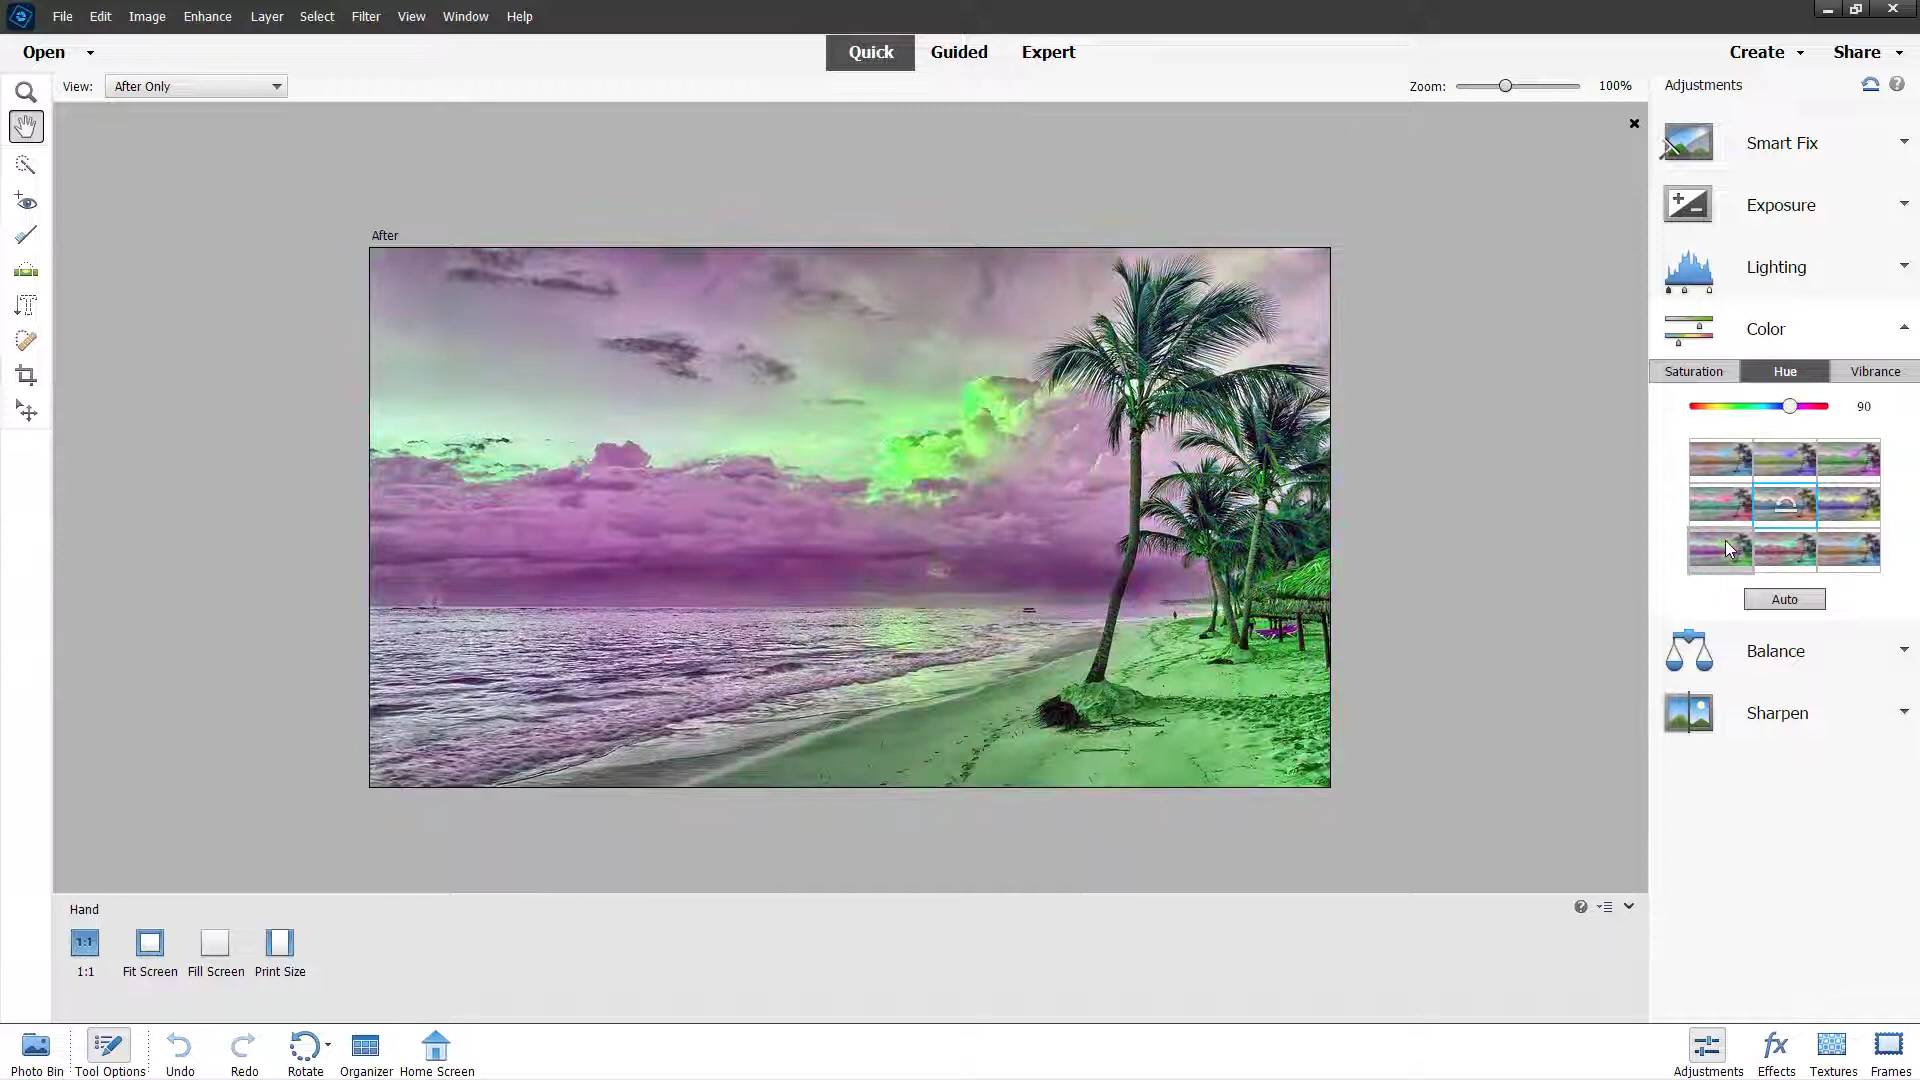 File Edit Image Enhance Layer Select Filter View Window Help
Open Quick Guided Expert Create Share
View: After Only Zoom: 100% Adjustments
Smart Fix
Exposure
After
Lighting
Color
Saturation Hue Vibrance
90
Auto
Balance
Sharpen
Hand
1:1
1:1 Fit Screen Fill Screen Print Size
fx
Photo Bin Tool Options Undo Redo Rotate Organizer Home Screen Adjustments Effects Textures Frames